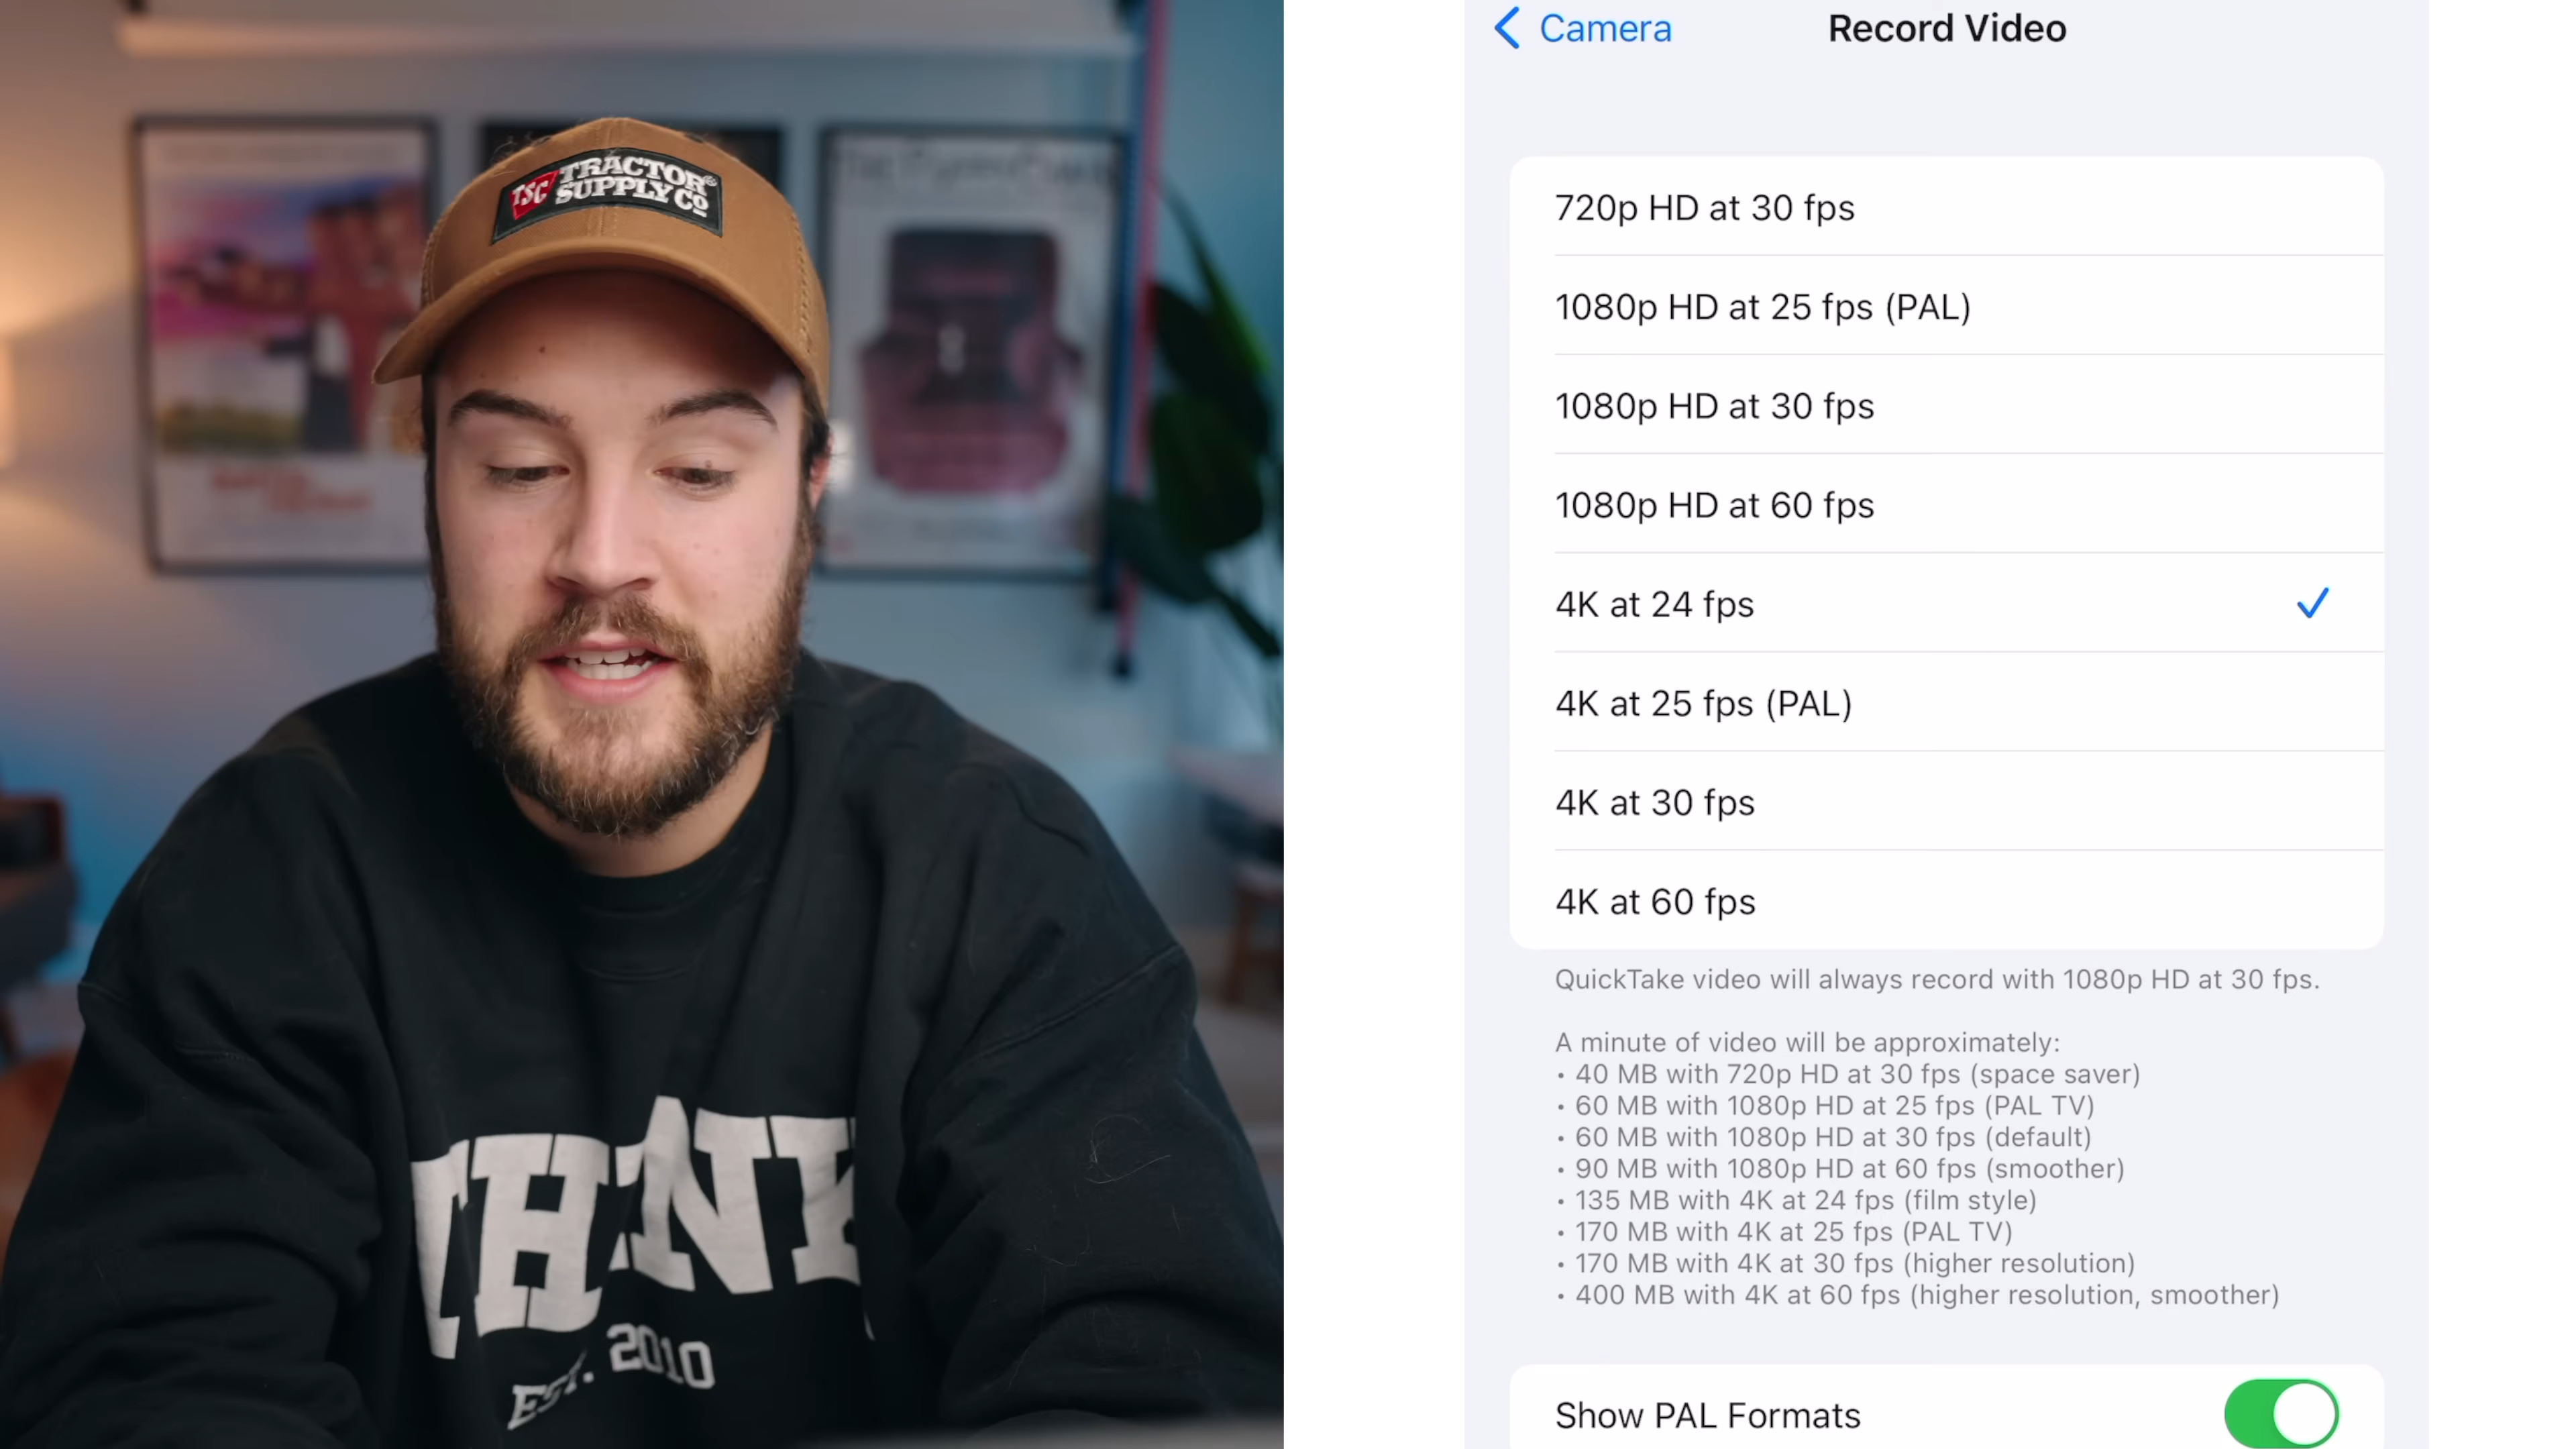 TSC TRACTOR
SUPPLY Co
EST. 2010
Camera
Record Video
720p HD at 30 fps
1080p HD at 25 fps (PAL)
1080p HD at 30 fps
1080p HD at 60 fps
4K at 24 fps
4K at 25 fps (PAL)
4K at 30 fps
4K at 60 fps
QuickTake video will always record with 1080p HD at 30 fps.
A minute of video will be approximately:
• 40 MB with 720p HD at 30 fps (space saver)
• 60 MB with 1080p HD at 25 fps (PAL TV)
• 60 MB with 1080p HD at 30 fps (default)
• 90 MB with 1080p HD at 60 fps (smoother)
• 135 MB with 4K at 24 fps (film style)
• 170 MB with 4K at 25 fps (PAL TV)
• 170 MB with 4K at 30 fps (higher resolution)
• 400 MB with 4K at 60 fps (higher resolution, smoother)
Show PAL Formats